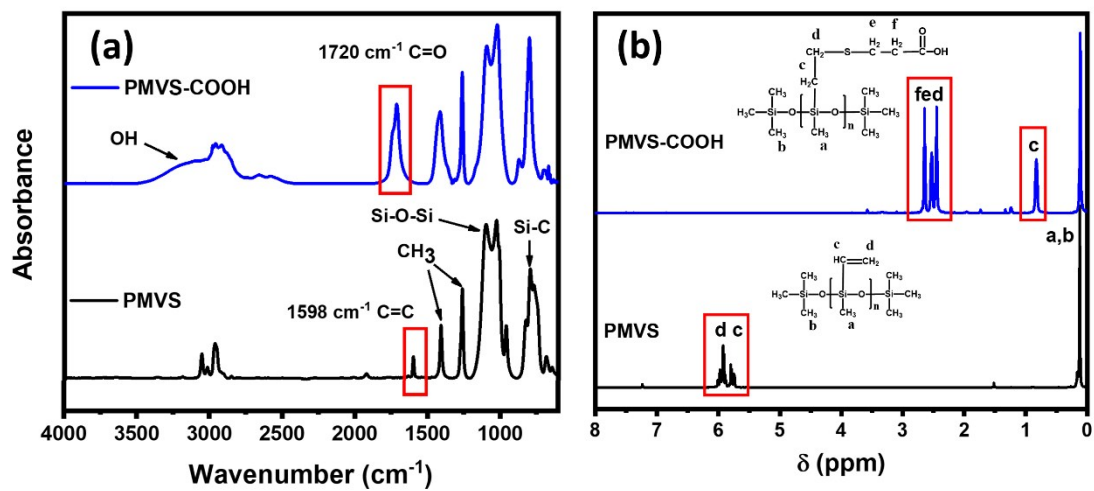 (a)
1720 cm⁻¹ C=O
PMVS-COOH
OH
Si-O-Si
Si-C
CH3
PMVS
1598 cm⁻¹ C=C
Absorbance
4000 3500 3000 2500 2000 1500 1000
Wavenumber (cm⁻¹)
(b)
d e f
CH₂ S CH₂ CH₂ C O OH
c
H₂C
CH₃ CH₃
H₃C Si O Si O n Si CH₃
CH₃ CH₃ CH₃
b a
fed
PMVS-COOH
c
a,b
c d
HC CH₂
CH₃ CH₃
H₃C Si O Si O n Si CH₃
CH₃ CH₃ CH₃
b a
PMVS
d c
8 7 6 5 4 3 2 1 0
δ (ppm)